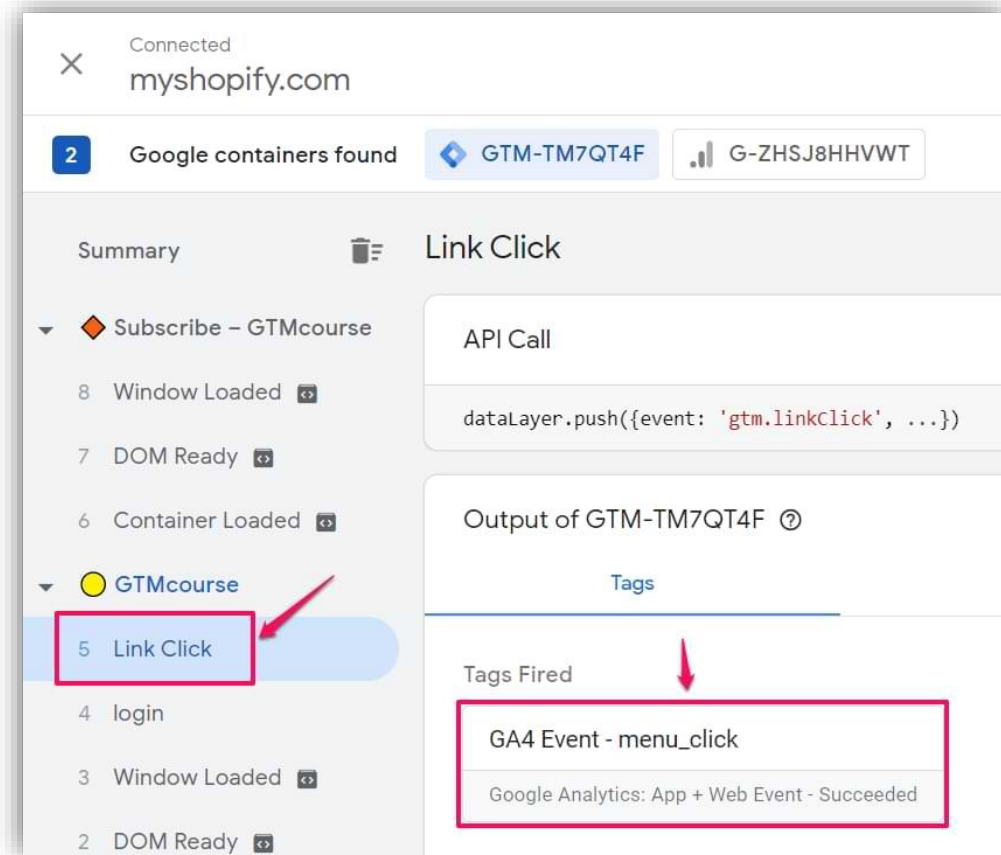 Connected
myshopify.com
2 Google containers found GTM-TM7QT4F G-ZHSJ8HHVWT
Summary
Subscribe – GTMcourse
8 Window Loaded
7 DOM Ready
6 Container Loaded
GTMcourse
5 Link Click
4 login
3 Window Loaded
2 DOM Ready
Link Click
API Call
dataLayer.push({event: 'gtm.linkClick', ...})
Output of GTM-TM7QT4F
Tags
Tags Fired
GA4 Event - menu_click
Google Analytics: App + Web Event - Succeeded